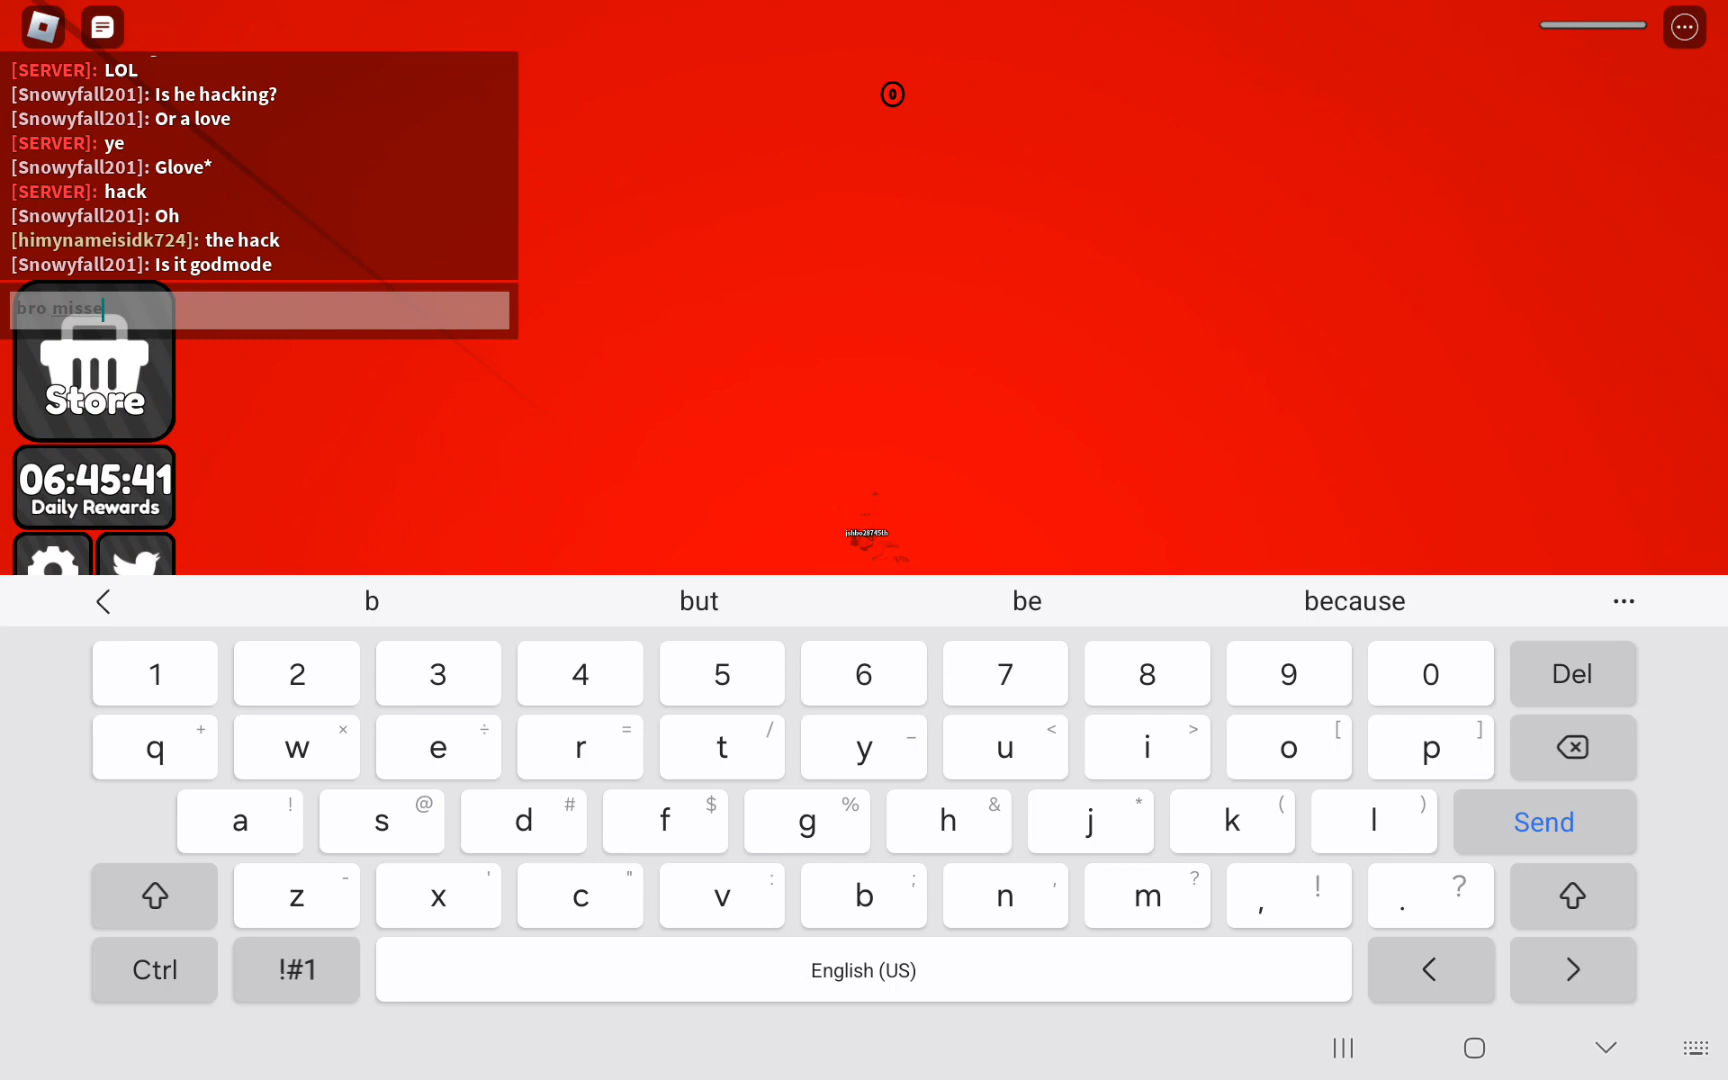 [SERVER]: LOL
[Snowyfall201]: Is he hacking?
[Snowyfall201]: Or a love
[SERVER]: ye
[Snowyfall201]: Glove*
[SERVER]: hack
[Snowyfall201]: Oh
[himynameisidk724]: the hack
[Snowyfall201]: Is it godmode
bro misse
Store
06:45:41
Daily Rewards
0
b but be because
1 2 3 4 5 6 7 8 9 0 Del
q + w × e ÷ r = t / y _ u < i > o [ p ]
a ! s @ d # f $ g % h & j * k ( l ) Send
z - x ' c " v : b ; n , m ? , ! . ?
Ctrl !#1 English (US) < >